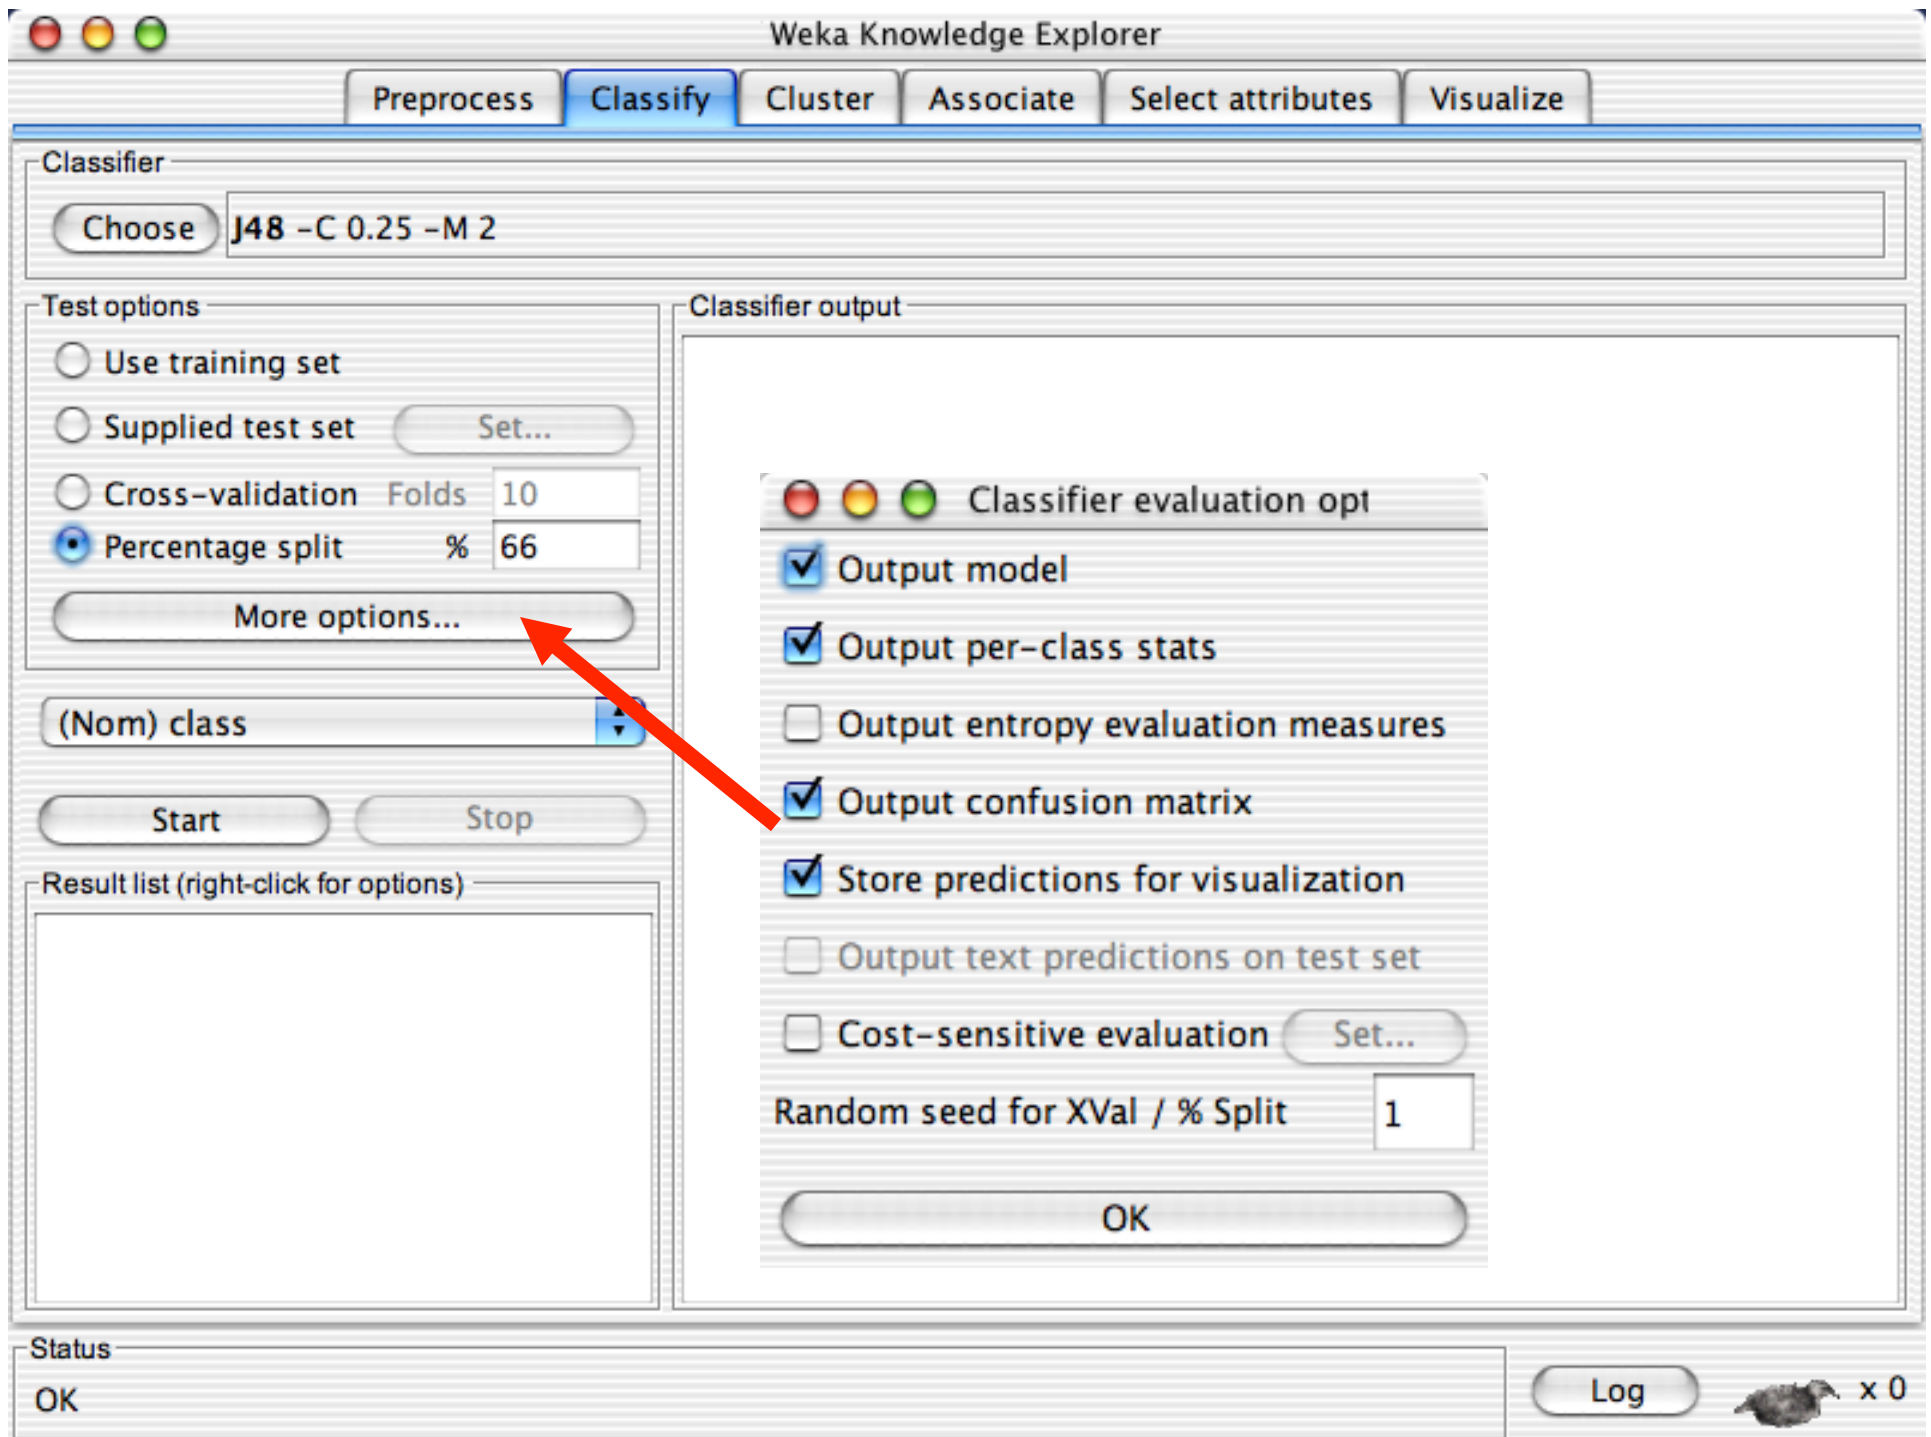 Weka Knowledge Explorer
Preprocess Classify Cluster Associate Select attributes Visualize
Classifier
Choose J48 -C 0.25 -M 2
Test options
Use training set
Supplied test set Set...
Cross-validation Folds 10
Percentage split % 66
More options...
(Nom) class
Start Stop
Result list (right-click for options)
Classifier output
Classifier evaluation opt
Output model
Output per-class stats
Output entropy evaluation measures
Output confusion matrix
Store predictions for visualization
Output text predictions on test set
Cost-sensitive evaluation Set...
Random seed for XVal / % Split 1
OK
Status
OK
Log x 0